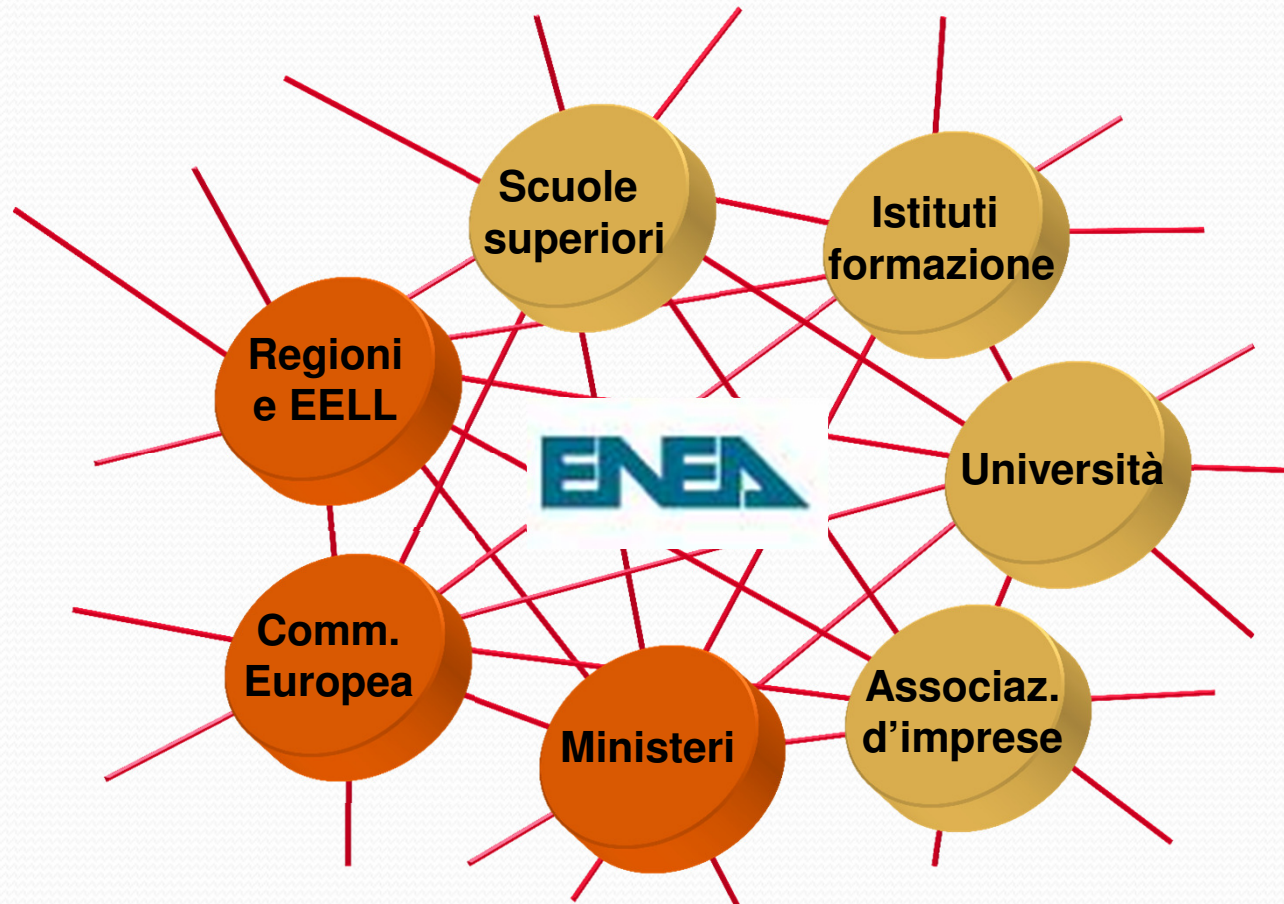 Scuole
superiori
Istituti
formazione
Regioni
e EELL
ENEA
Università
Comm.
Europea
Ministeri
Associaz.
d’imprese